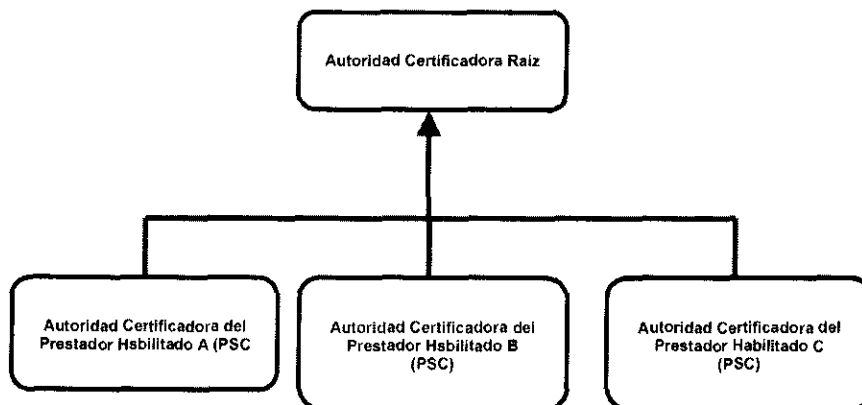 Autoridad Certificadora Raíz
Autoridad Certificadora del
Prestador Hsbilitado A (PSC
Autoridad Certificadora del
Prestador Hsbilitado B
(PSC)
Autoridad Certificadora del
Prestador Habilitado C
(PSC)